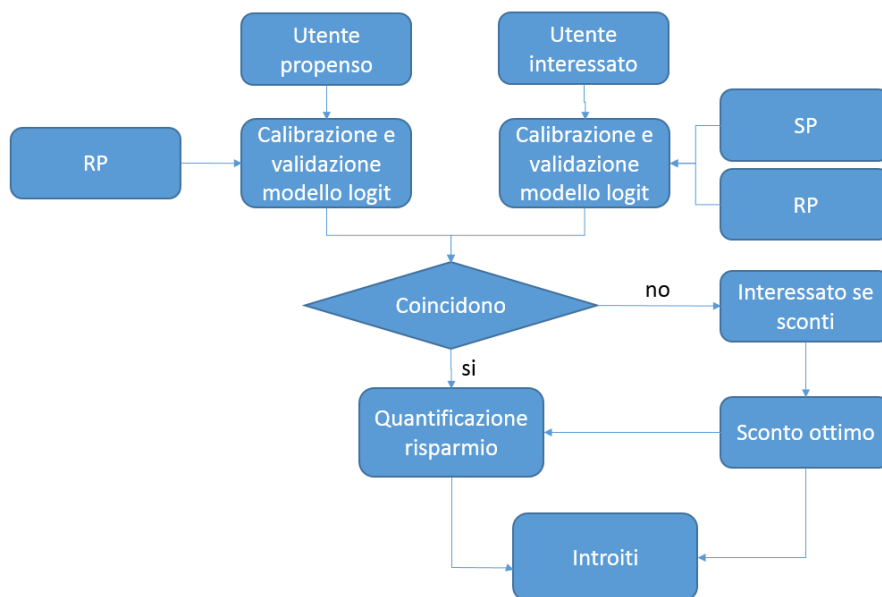 Utente
propenso
Utente
interessato
RP
Calibrazione e
validazione
modello logit
Calibrazione e
validazione
modello logit
SP
RP
Coincidono
no
Interessato se
sconti
si
Quantificazione
risparmio
Sconto ottimo
Introiti